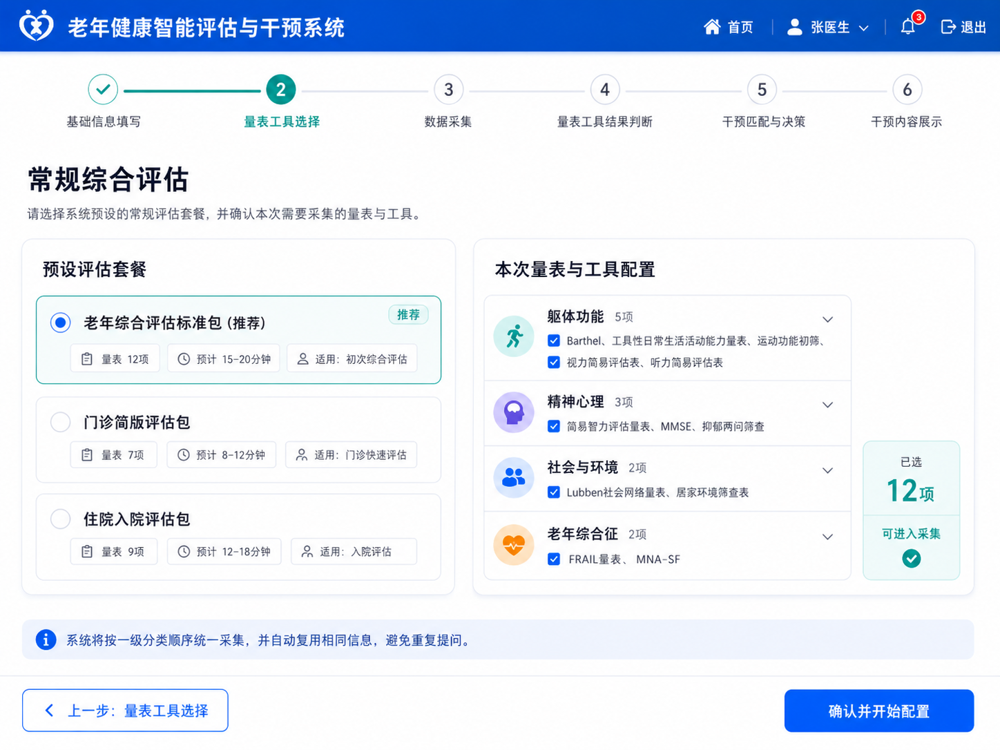 老年健康智能评估与干预系统
首页
张医生
3
退出
2
3
4
5
6
基础信息填写
量表工具选择
数据采集
量表工具结果判断
干预匹配与决策
干预内容展示
常规综合评估
请选择系统预设的常规评估套餐，并确认本次需要采集的量表与工具。
预设评估套餐
老年综合评估标准包 (推荐)
推荐
量表 12项
预计 15-20分钟
适用：初次综合评估
门诊简版评估包
量表 7项
预计 8-12分钟
适用：门诊快速评估
住院入院评估包
量表 9项
预计 12-18分钟
适用：入院评估
本次量表与工具配置
躯体功能 5项
Barthel、工具性日常生活活动能力量表、运动功能初筛、
视力简易评估表、听力简易评估表
精神心理 3项
简易智力评估量表、MMSE、抑郁两问筛查
社会与环境 2项
Lubben社会网络量表、居家环境筛查表
老年综合征 2项
FRAIL量表、 MNA-SF
已选
12项
可进入采集
系统将按一级分类顺序统一采集，并自动复用相同信息，避免重复提问。
上一步：量表工具选择
确认并开始配置